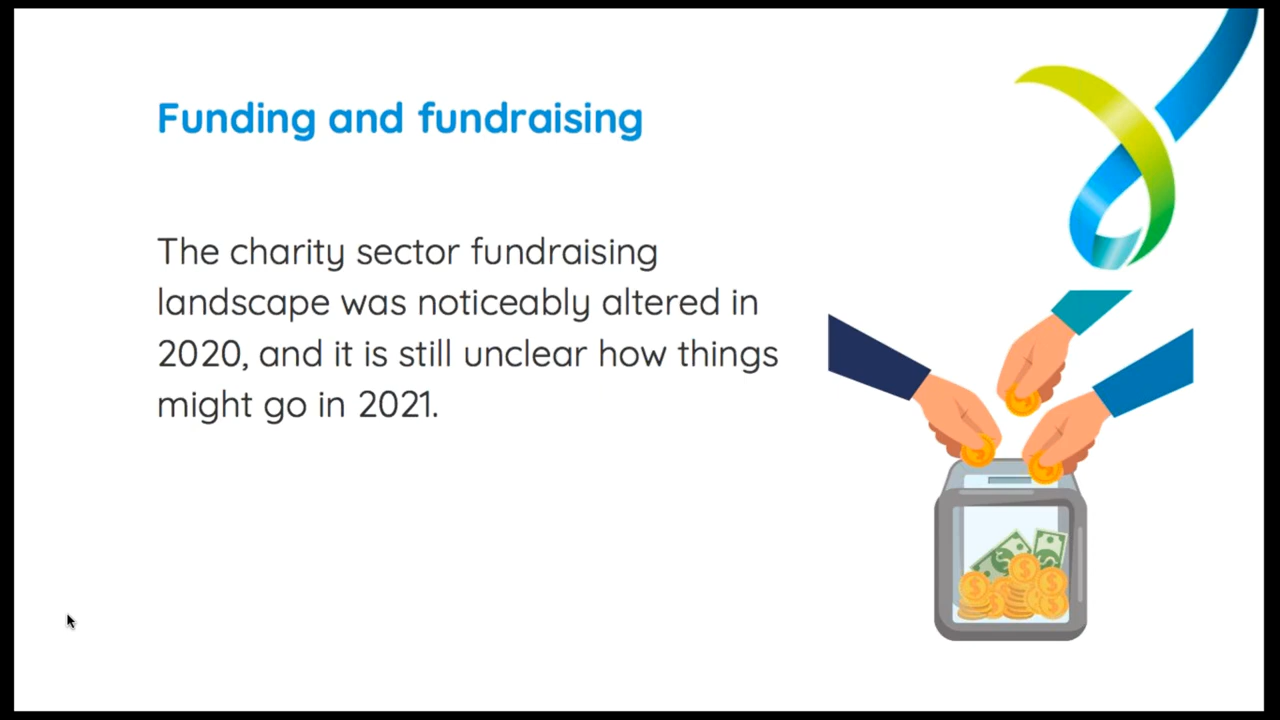 Funding and fundraising
The charity sector fundraising
landscape was noticeably altered in
2020, and it is still unclear how things
might go in 2021.